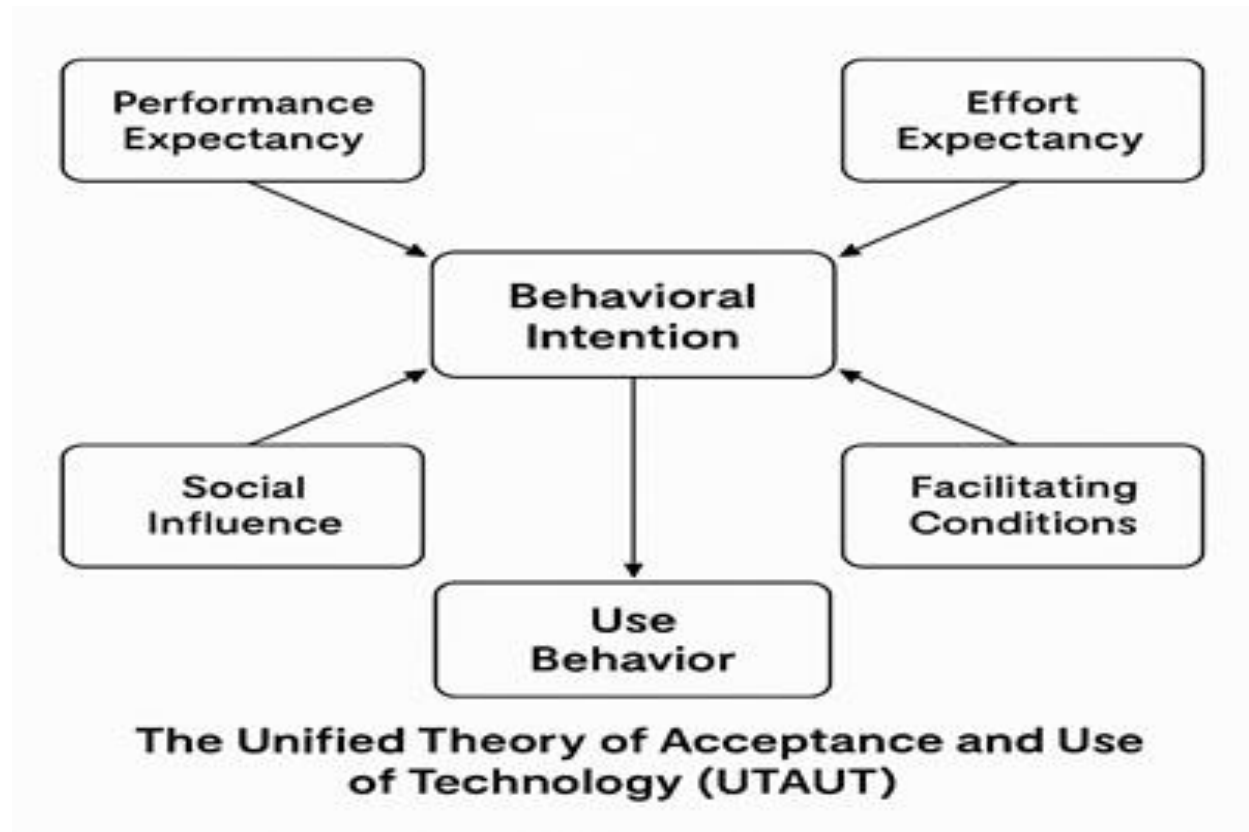 Performance
Expectancy
Effort
Expectancy
Behavioral
Intention
Social
Influence
Facilitating
Conditions
Use
Behavior
The Unified Theory of Acceptance and Use
of Technology (UTAUT)